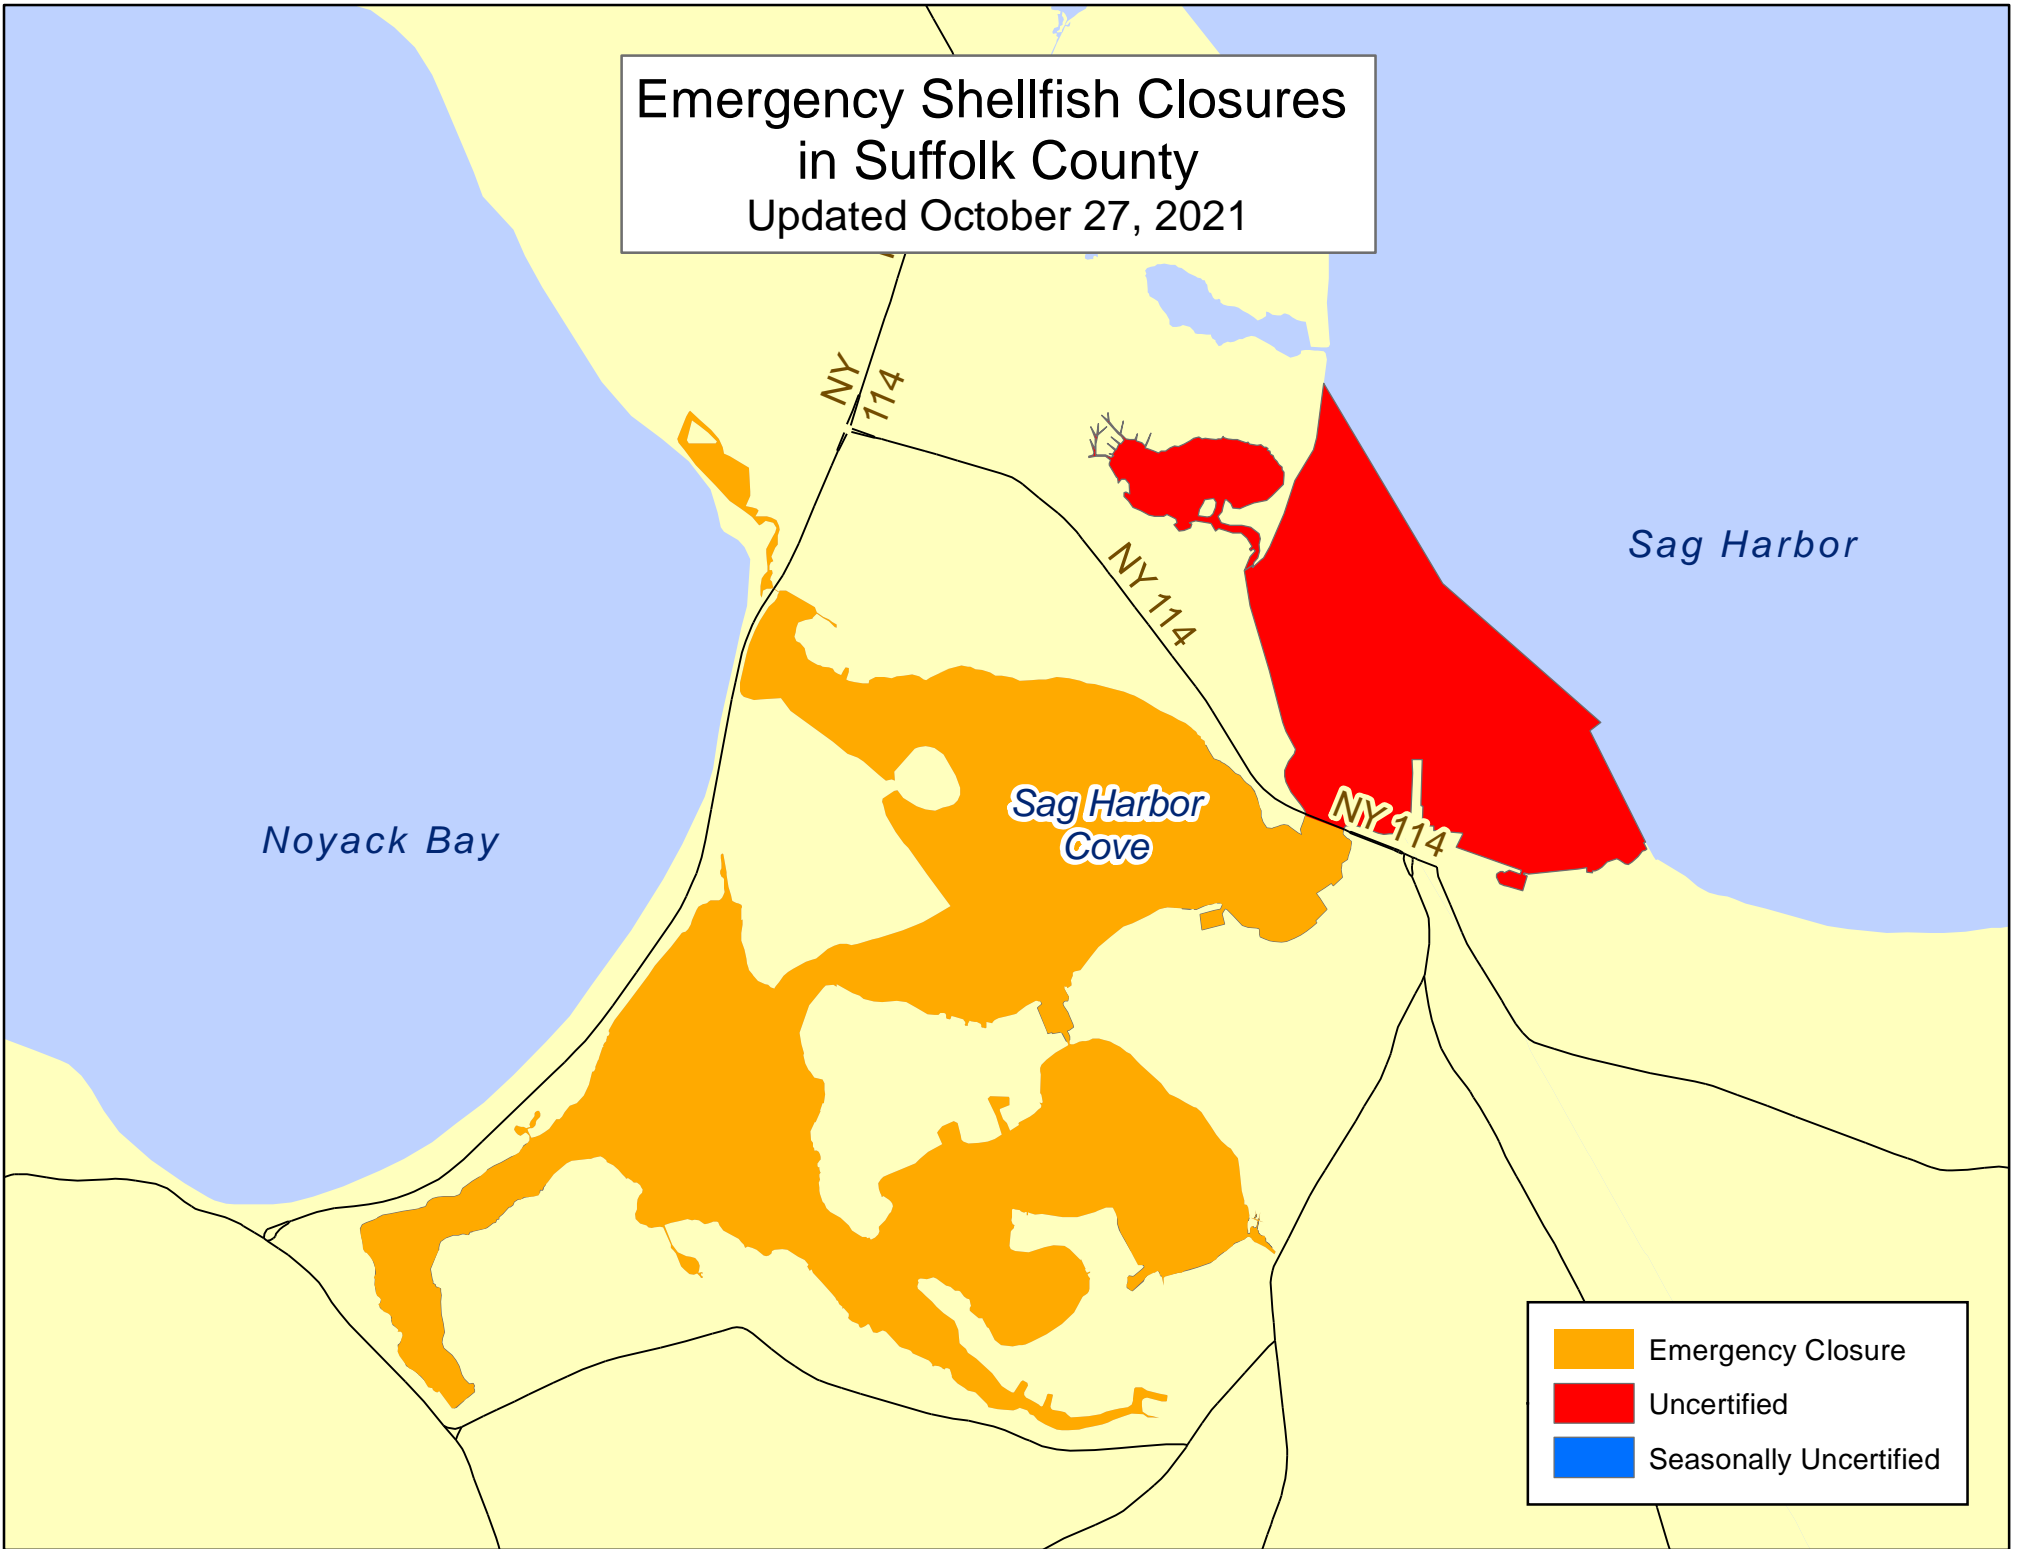 Emergency Shellfish Closures
in Suffolk County
Updated October 27, 2021
NY
114
NY 114
Sag Harbor
Sag Harbor
Cove
NY 114
Noyack Bay
Emergency Closure
Uncertified
Seasonally Uncertified